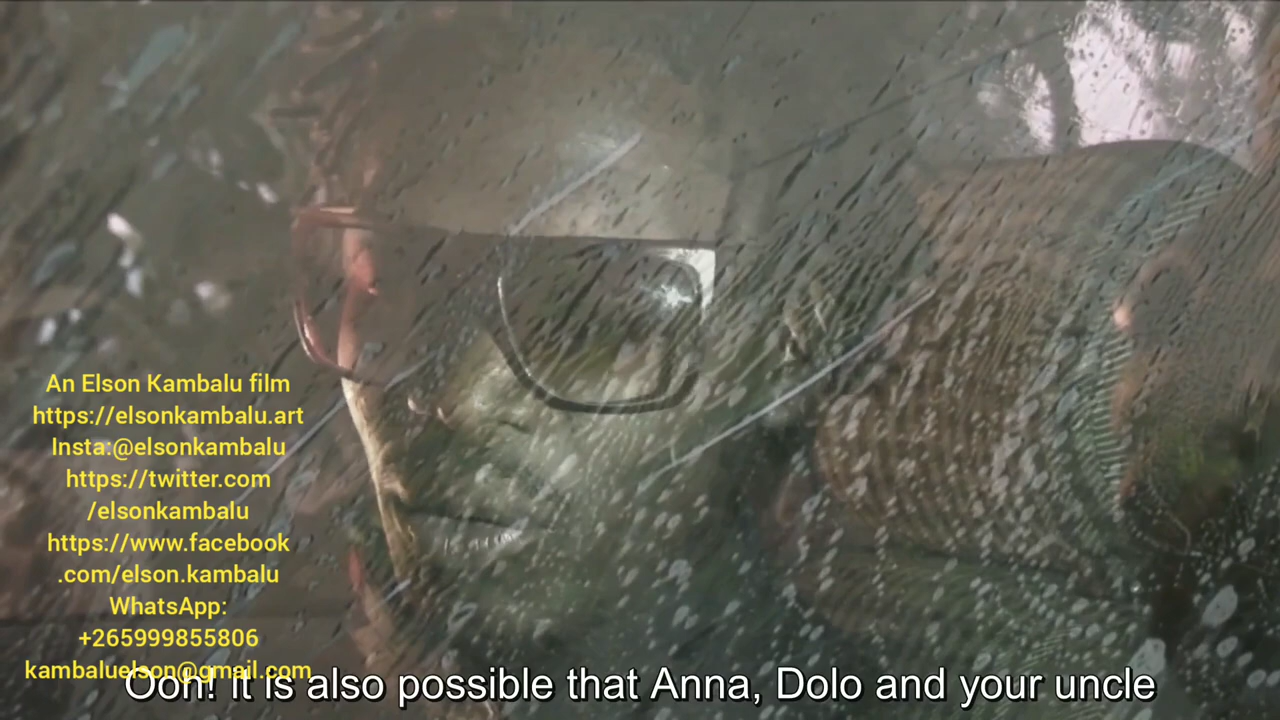 An Elson Kambalu film
https://elsonkambalu.art
Insta:@elsonkambalu
https://twitter.com
/elsonkambalu
https://www.facebook
.com/elson.kambalu
WhatsApp:
+265999855806
kambaluelson@gmail.com
Ooh! It is also possible that Anna, Dolo and your uncle